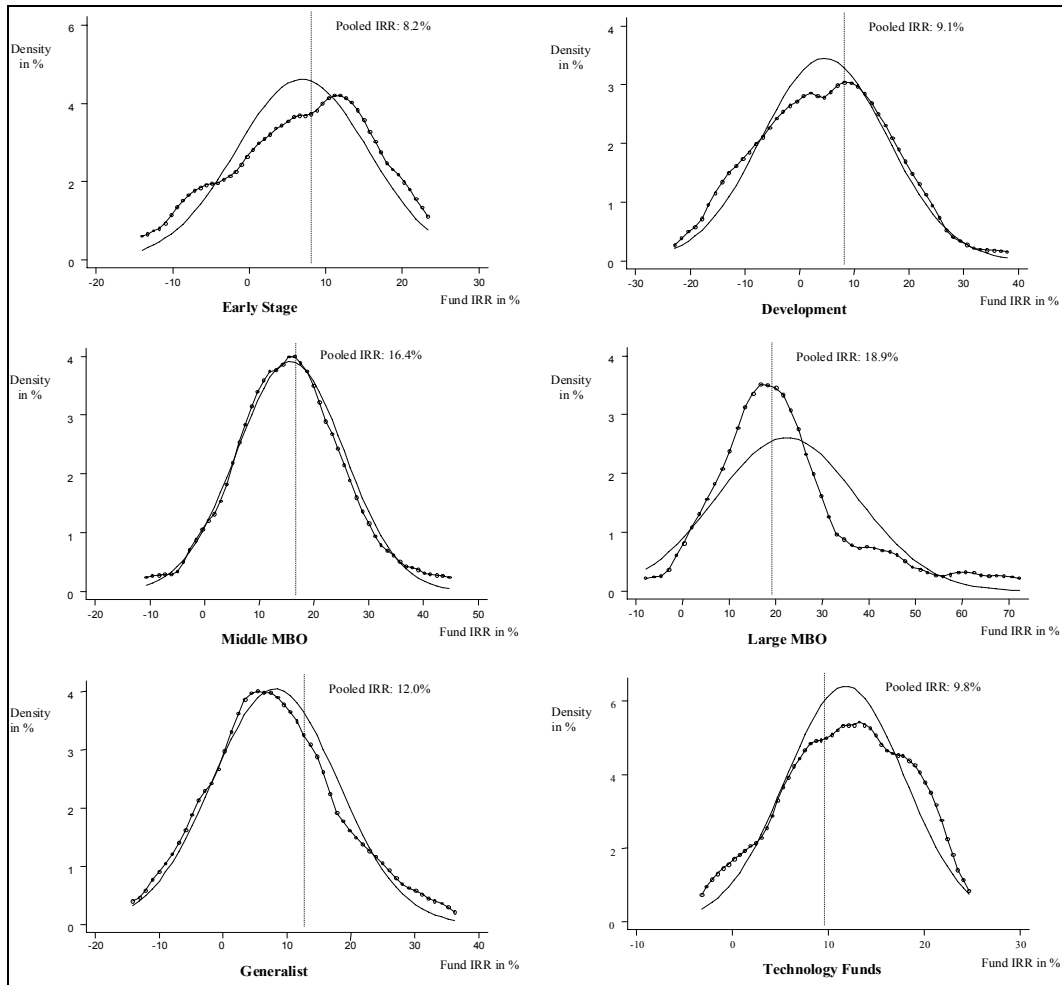 Pooled IRR: 8.2%
Density
in %
6
4
2
0
-20
-10
0
10
20
30
Fund IRR in %
Early Stage
Pooled IRR: 9.1%
Density
in %
4
3
2
1
0
-30
-20
-10
0
10
20
30
40
Fund IRR in %
Development
Pooled IRR: 16.4%
Density
in %
4
3
2
1
0
-20
-10
0
10
20
30
40
50
Fund IRR in %
Middle MBO
Pooled IRR: 18.9%
Density
in %
4
3
2
1
0
-10
0
10
20
30
40
50
60
70
Fund IRR in %
Large MBO
Pooled IRR: 12.0%
Density
in %
4
3
2
1
0
-20
-10
0
10
20
30
40
Fund IRR in %
Generalist
Pooled IRR: 9.8%
Density
in %
6
4
2
0
-10
0
10
20
30
Fund IRR in %
Technology Funds